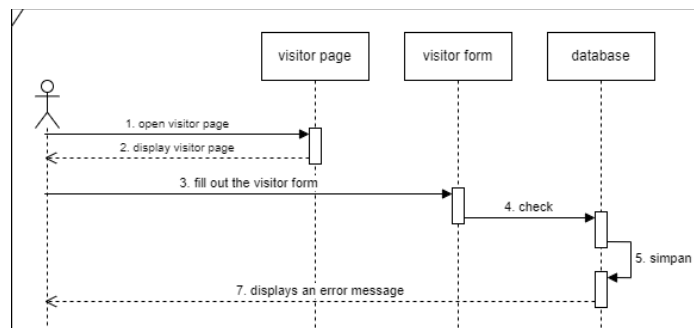 visitor page
visitor form
database
1. open visitor page
2. display visitor page
3. fill out the visitor form
4. check
5. simpan
7. displays an error message